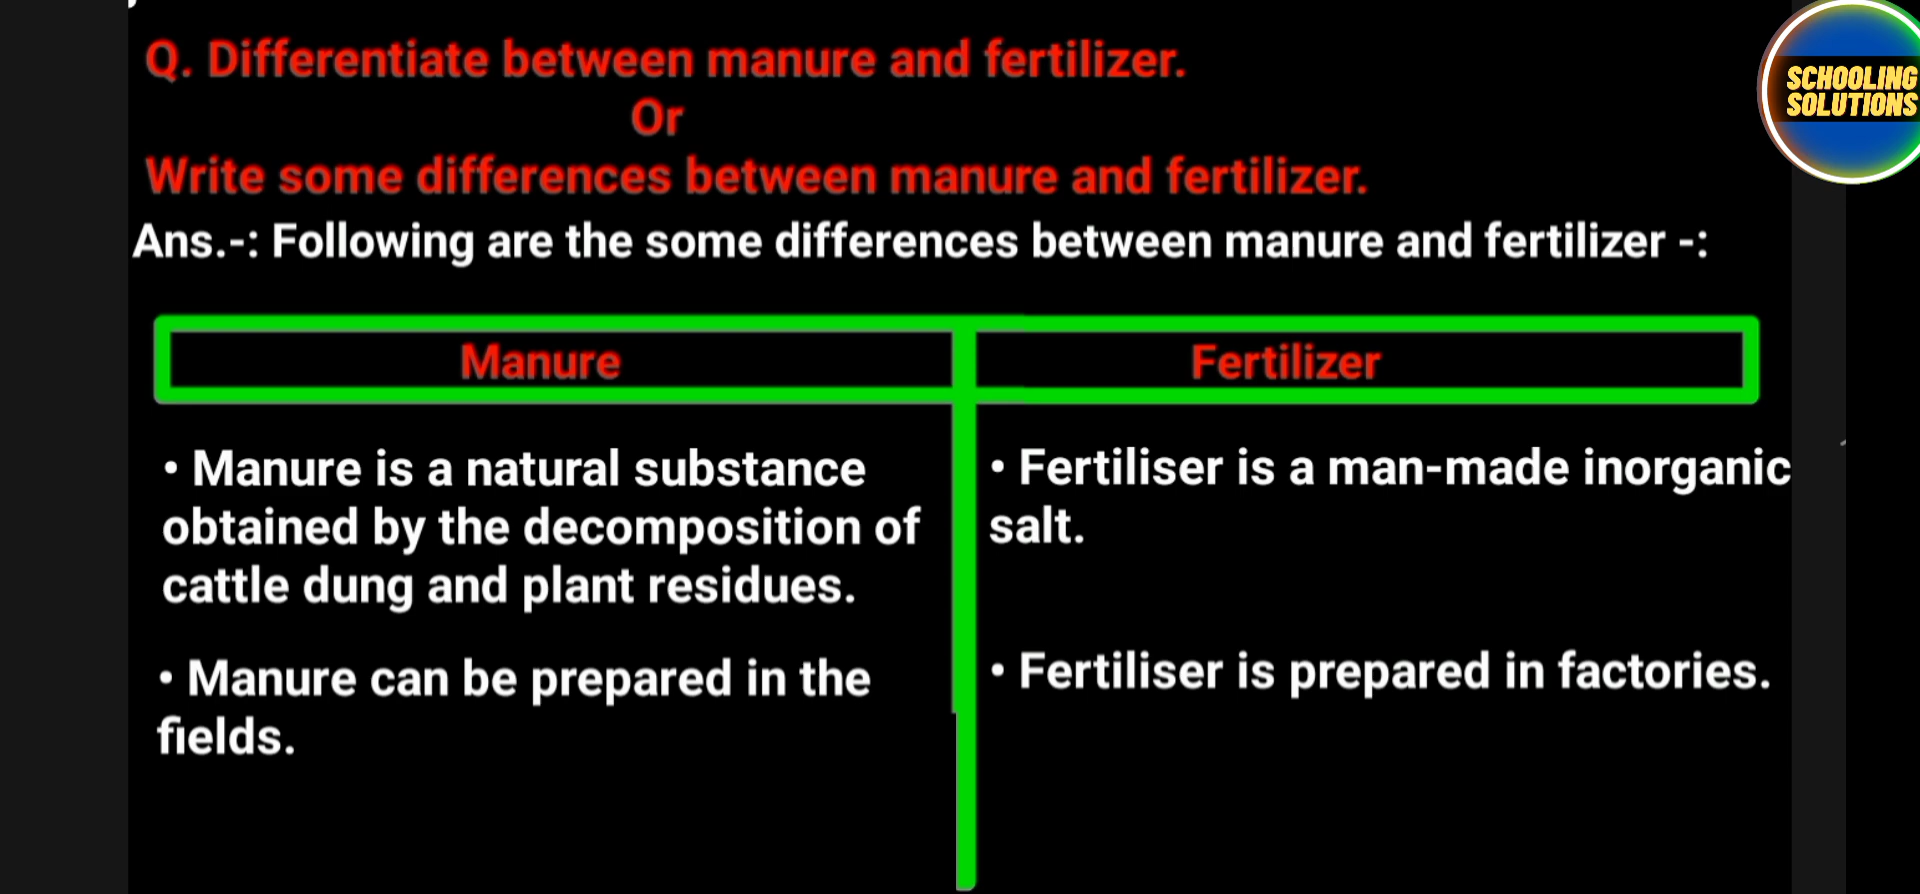 Q. Differentiate between manure and fertilizer.
Or
Write some differences between manure and fertilizer.
Ans.-: Following are the some differences between manure and fertilizer -:
SCHOOLING
SOLUTIONS
Manure
Fertilizer
• Manure is a natural substance
obtained by the decomposition of
cattle dung and plant residues.
• Manure can be prepared in the
fields.
• Fertiliser is a man-made inorganic
salt.
• Fertiliser is prepared in factories.